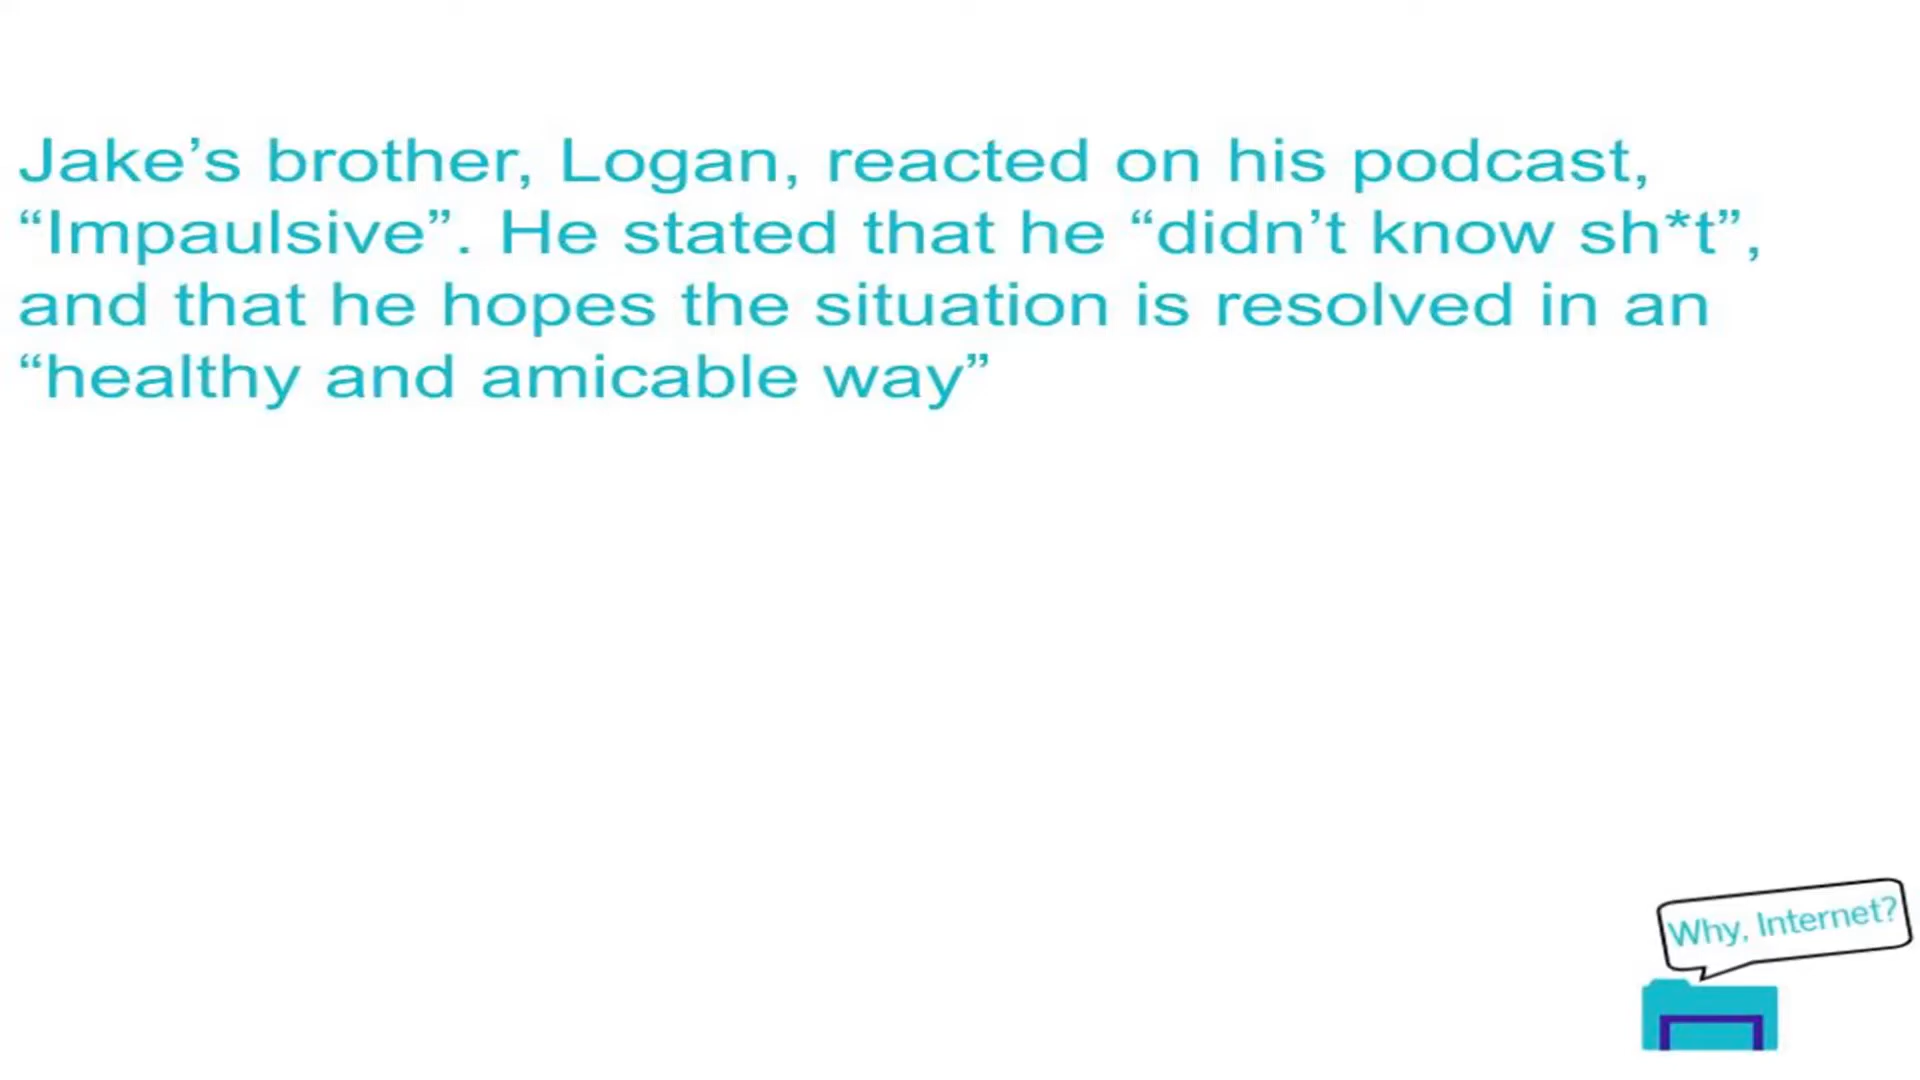 Jake’s brother, Logan, reacted on his podcast,
“Impaulsive”. He stated that he “didn’t know sh*t”,
and that he hopes the situation is resolved in an
“healthy and amicable way”
Why, Internet?